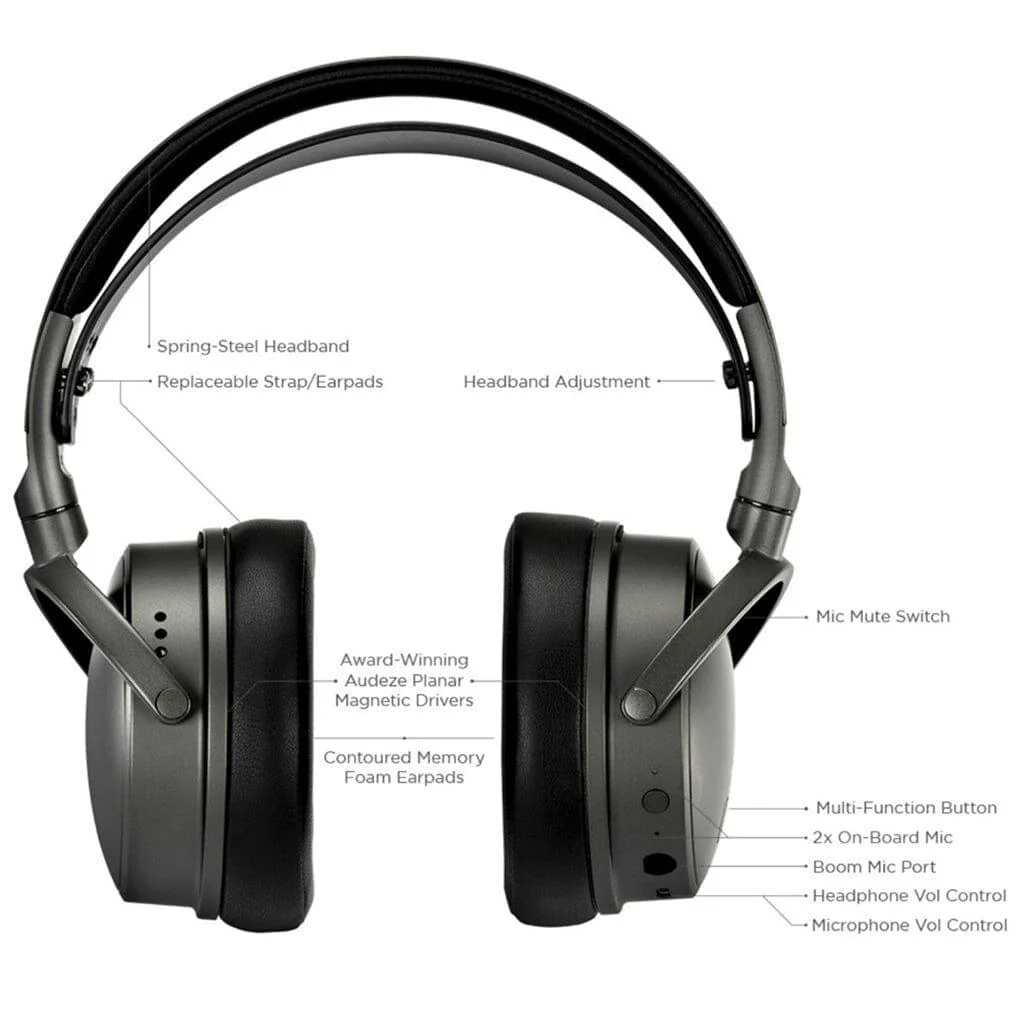 Spring-Steel Headband
Replaceable Strap/Earpads
Headband Adjustment
Mic Mute Switch
Award-Winning
Audeze Planar
Magnetic Drivers
Contoured Memory
Foam Earpads
Multi-Function Button
2x On-Board Mic
Boom Mic Port
Headphone Vol Control
Microphone Vol Control